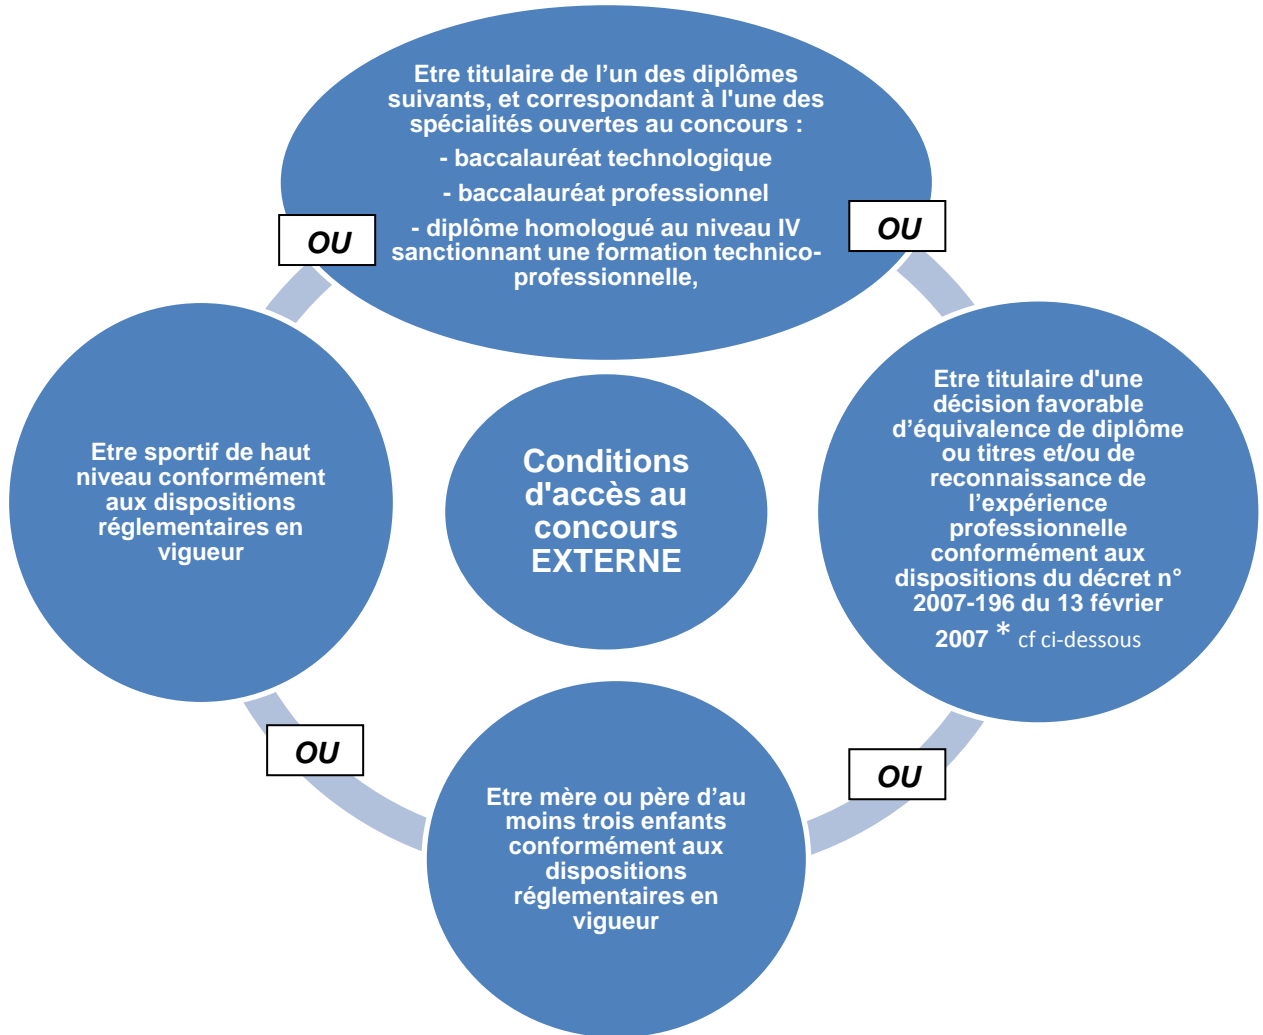 Etre titulaire de l’un des diplômes
suivants, et correspondant à l'une des
spécialités ouvertes au concours :
- baccalauréat technologique
- baccalauréat professionnel
- diplôme homologué au niveau IV
sanctionnant une formation technico-
professionnelle,
OU
OU
Etre sportif de haut
niveau conformément
aux dispositions
réglementaires en
vigueur
Conditions
d'accès au
concours
EXTERNE
Etre titulaire d'une
décision favorable
d’équivalence de diplôme
ou titres et/ou de
reconnaissance de
l’expérience
professionnelle
conformément aux
dispositions du décret n°
2007-196 du 13 février
2007 * cf ci-dessous
OU
OU
Etre mère ou père d’au
moins trois enfants
conformément aux
dispositions
réglementaires en
vigueur